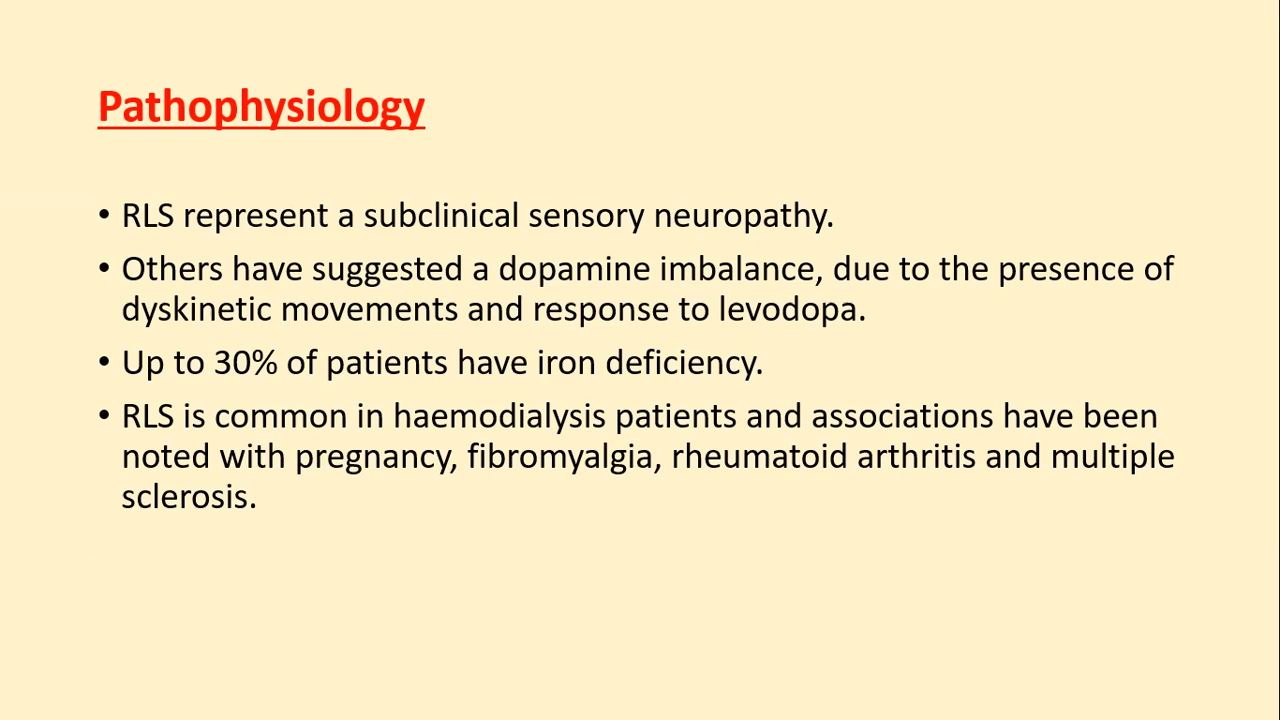 Pathophysiology
• RLS represent a subclinical sensory neuropathy.
• Others have suggested a dopamine imbalance, due to the presence of
dyskinetic movements and response to levodopa.
• Up to 30% of patients have iron deficiency.
• RLS is common in haemodialysis patients and associations have been
noted with pregnancy, fibromyalgia, rheumatoid arthritis and multiple
sclerosis.